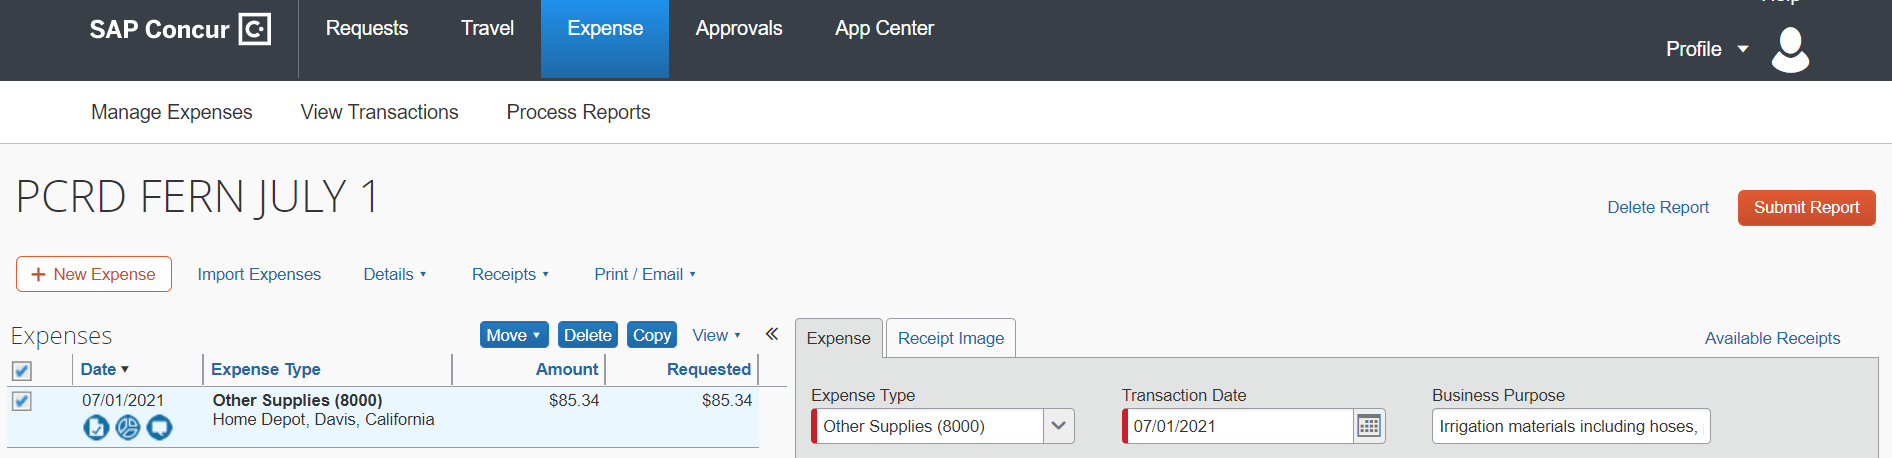 Help
SAP Concur C.
Requests
Travel
Expense
Approvals
App Center
Profile
Manage Expenses
View Transactions
Process Reports
PCRD FERN JULY 1
Delete Report
Submit Report
+ New Expense
Import Expenses
Details
Receipts
Print / Email
Expenses
Move
Delete
Copy
View
Date
Expense Type
Amount
Requested
07/01/2021
Other Supplies (8000)
$85.34
$85.34
Home Depot, Davis, California
Expense
Receipt Image
Available Receipts
Expense Type
Transaction Date
Business Purpose
Other Supplies (8000)
07/01/2021
Irrigation materials including hoses,